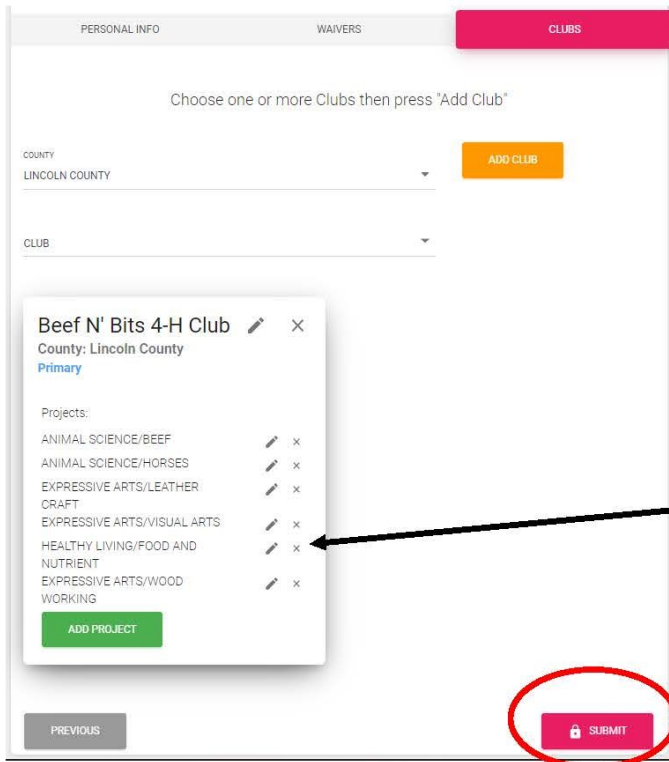 PERSONAL INFO WAIVERS CLUBS
Choose one or more Clubs then press "Add Club"
COUNTY
LINCOLN COUNTY
ADD CLUB
CLUB
Beef N' Bits 4-H Club
County: Lincoln County
Primary
Projects:
ANIMAL SCIENCE/BEEF
ANIMAL SCIENCE/HORSES
EXPRESSIVE ARTS/LEATHER
CRAFT
EXPRESSIVE ARTS/VISUAL ARTS
HEALTHY LIVING/FOOD AND
NUTRIENT
EXPRESSIVE ARTS/WOOD
WORKING
ADD PROJECT
PREVIOUS SUBMIT